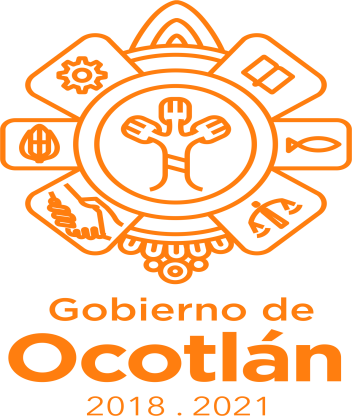 Gobierno de
Ocotlán
2018 . 2021